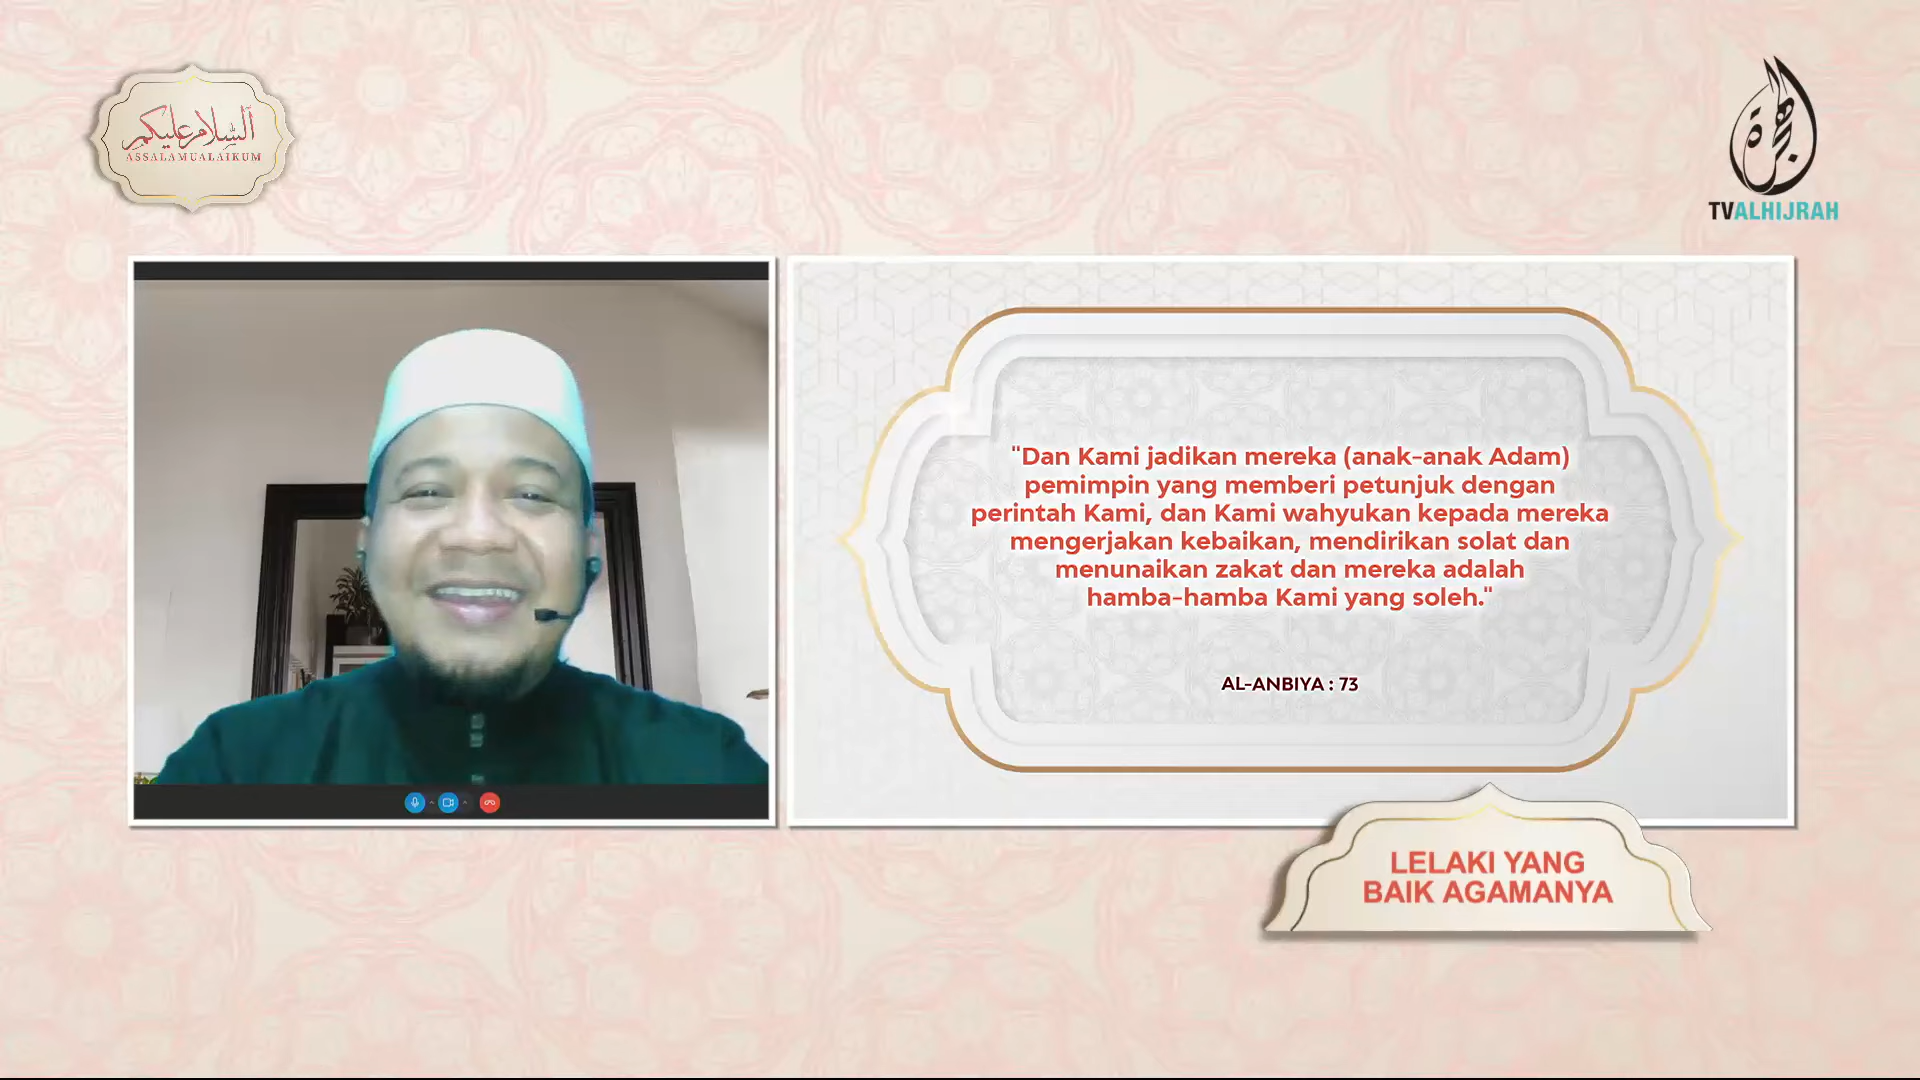 السلام عليكم
ASSALAMUALAIKUM
هجرة
TVALHIJRAH
"Dan Kami jadikan mereka (anak-anak Adam)
pemimpin yang memberi petunjuk dengan
perintah Kami, dan Kami wahyukan kepada mereka
mengerjakan kebaikan, mendirikan solat dan
menunaikan zakat dan mereka adalah
hamba-hamba Kami yang soleh."
AL-ANBIYA : 73
LELAKI YANG
BAIK AGAMANYA